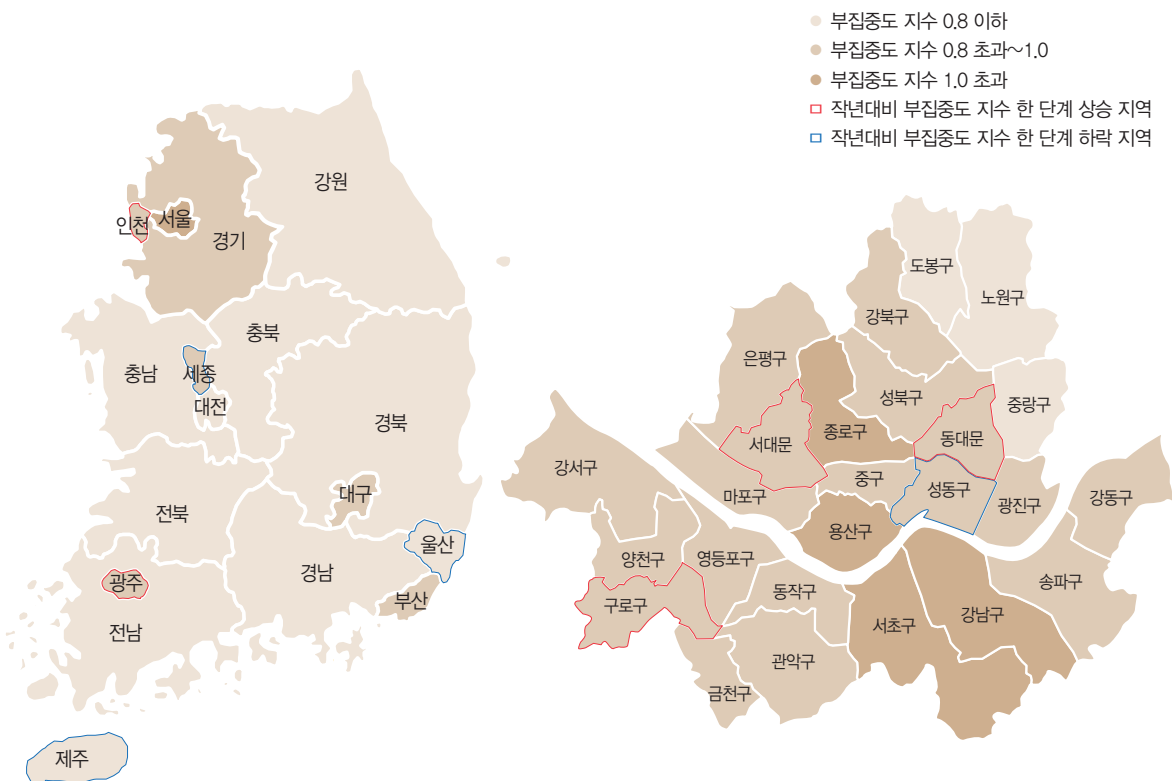 부집중도 지수 0.8 이하
부집중도 지수 0.8 초과~1.0
부집중도 지수 1.0 초과
작년대비 부집중도 지수 한 단계 상승 지역
작년대비 부집중도 지수 한 단계 하락 지역
강원
인천
서울
경기
충북
충남
세종
대전
경북
대구
전북
울산
경남
광주
부산
전남
제주
도봉구
노원구
강북구
은평구
성북구
중랑구
종로구
동대문
서대문
강서구
중구
마포구
성동구
광진구
강동구
용산구
양천구
영등포구
송파구
동작구
구로구
강남구
서초구
관악구
금천구